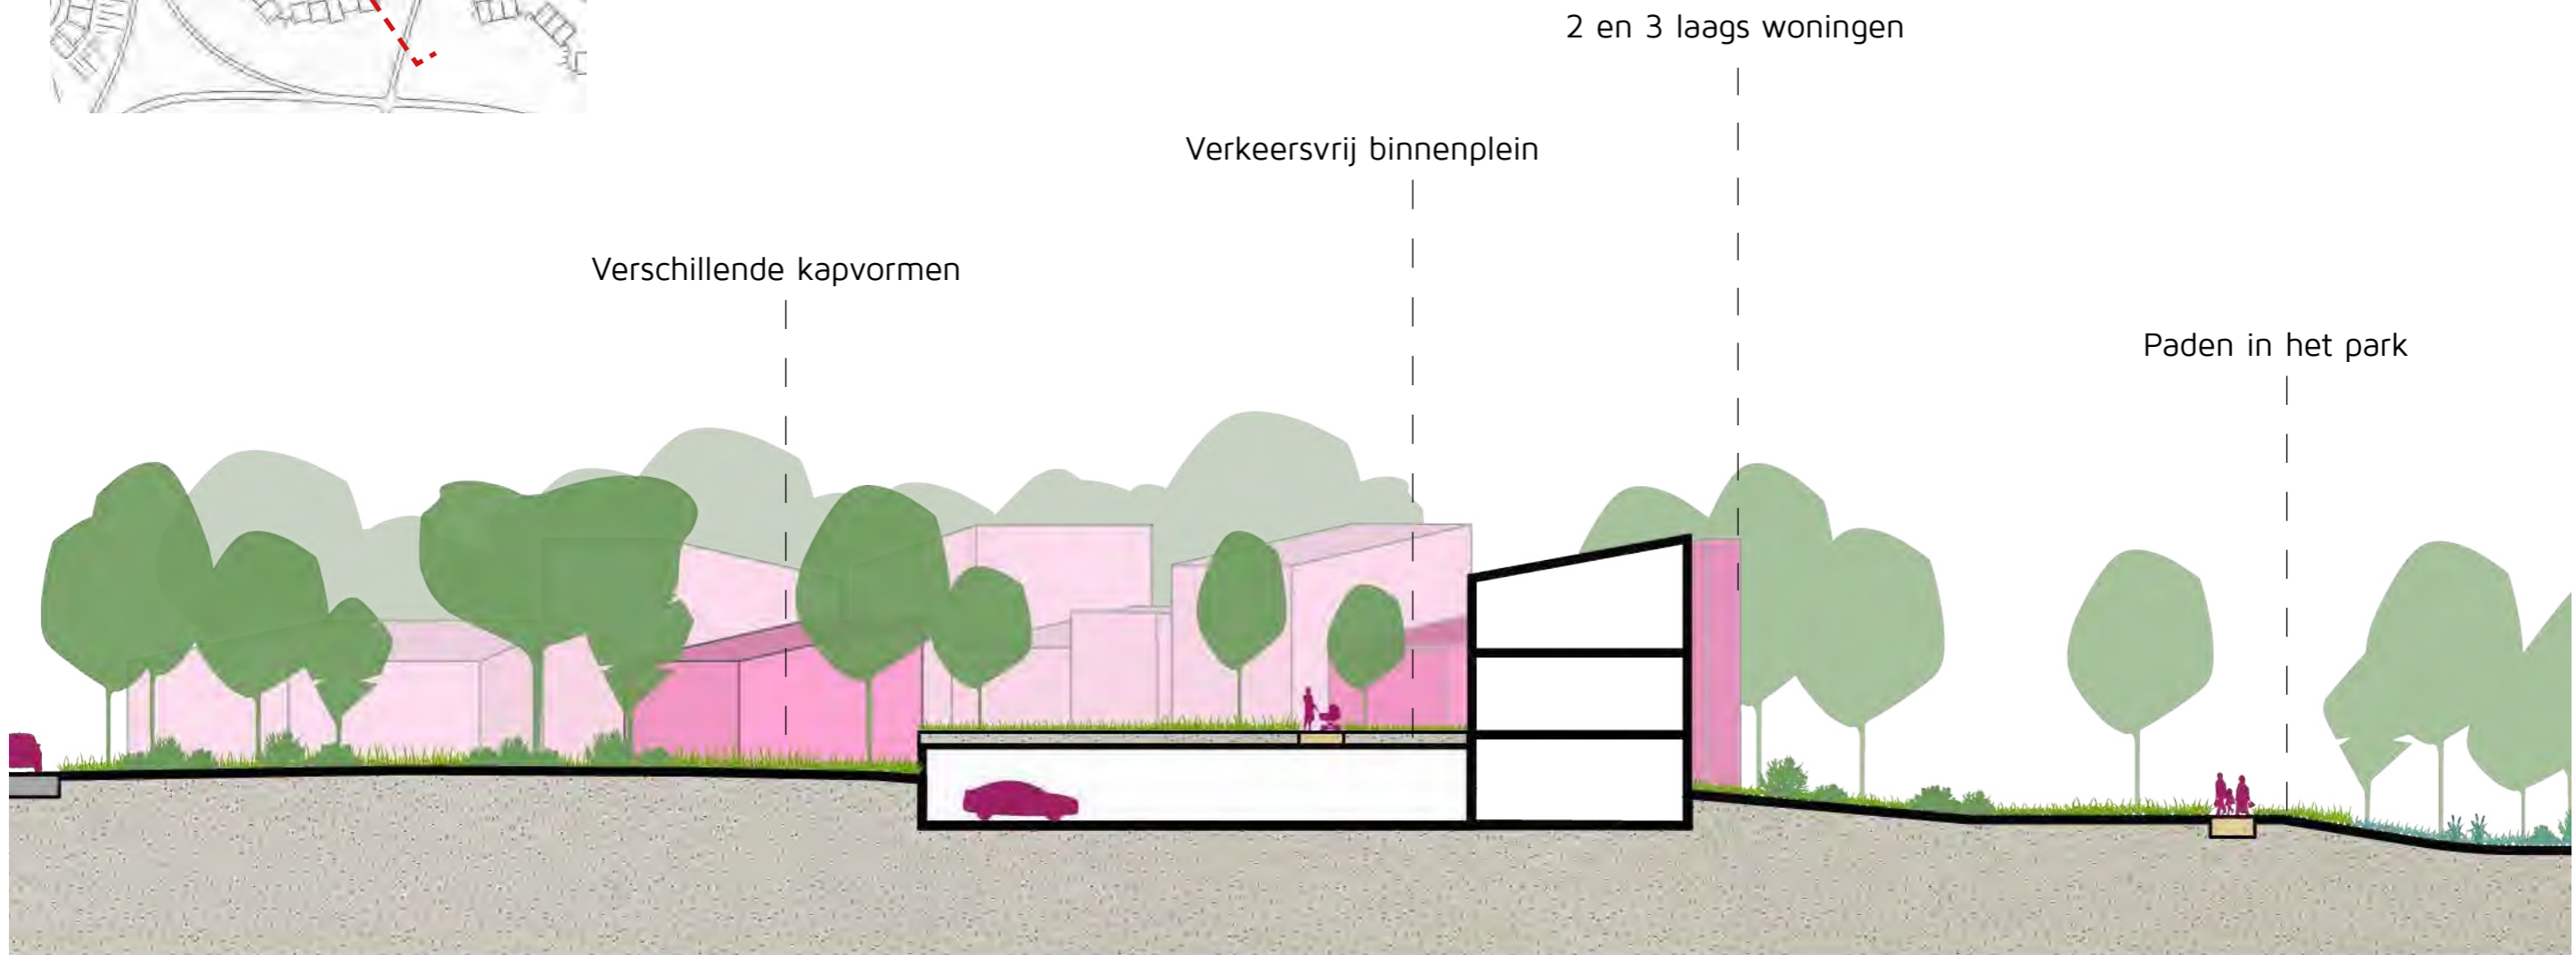 2 en 3 laags woningen
Verkeersvrij binnenplein
Verschillende kapvormen
Paden in het park